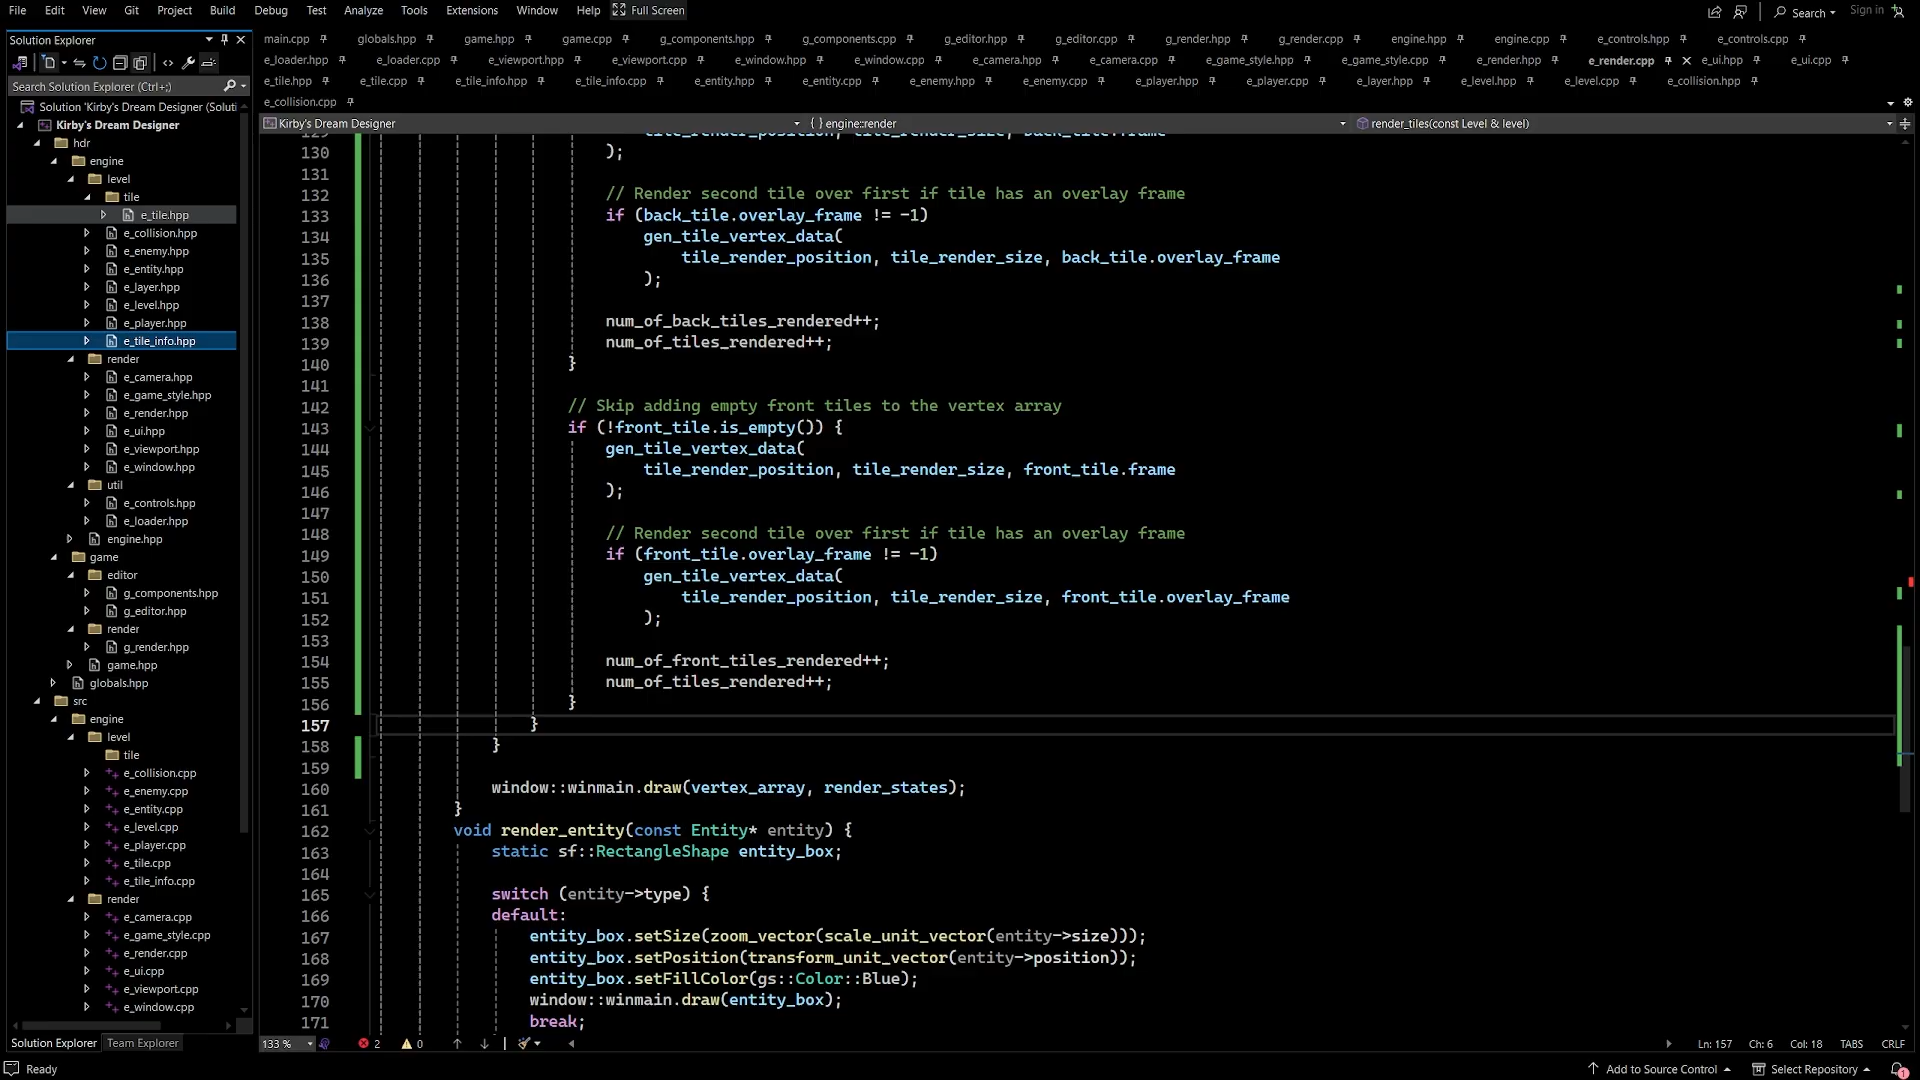 File Edit View Git Project Build Debug Test Analyze Tools Extensions Window Help Full Screen Search Sign in
Solution Explorer
Search Solution Explorer (Ctrl+;)
Solution 'Kirby's Dream Designer' (Soluti
Kirby's Dream Designer
hdr
engine
level
tile
e_tile.hpp
e_collision.hpp
e_enemy.hpp
e_entity.hpp
e_layer.hpp
e_level.hpp
e_player.hpp
e_tile_info.hpp
render
e_camera.hpp
e_game_style.hpp
e_render.hpp
e_ui.hpp
e_viewport.hpp
e_window.hpp
util
e_controls.hpp
e_loader.hpp
engine.hpp
game
editor
g_components.hpp
g_editor.hpp
render
g_render.hpp
game.hpp
globals.hpp
src
engine
level
tile
e_collision.cpp
e_enemy.cpp
e_entity.cpp
e_level.cpp
e_player.cpp
e_tile.cpp
e_tile_info.cpp
render
e_camera.cpp
e_game_style.cpp
e_render.cpp
e_ui.cpp
e_viewport.cpp
e_window.cpp
Solution Explorer Team Explorer
main.cpp globals.hpp game.hpp game.cpp g_components.hpp g_components.cpp g_editor.hpp g_editor.cpp g_render.hpp g_render.cpp engine.hpp engine.cpp e_controls.hpp e_controls.cpp
e_loader.hpp e_loader.cpp e_viewport.hpp e_viewport.cpp e_window.hpp e_window.cpp e_camera.hpp e_camera.cpp e_game_style.hpp e_game_style.cpp e_render.hpp e_render.cpp e_ui.hpp e_ui.cpp
e_tile.hpp e_tile.cpp e_tile_info.hpp e_tile_info.cpp e_entity.hpp e_entity.cpp e_enemy.hpp e_enemy.cpp e_player.hpp e_player.cpp e_layer.hpp e_level.hpp e_level.cpp e_collision.hpp
e_collision.cpp
Kirby's Dream Designer { } engine::render render_tiles(const Level & level)
129 tile_render_position, tile_render_size, back_tile.frame
130 );
131
132 // Render second tile over first if tile has an overlay frame
133 if (back_tile.overlay_frame != -1)
134 gen_tile_vertex_data(
135 tile_render_position, tile_render_size, back_tile.overlay_frame
136 );
137
138 num_of_back_tiles_rendered++;
139 num_of_tiles_rendered++;
140 }
141
142 // Skip adding empty front tiles to the vertex array
143 if (!front_tile.is_empty()) {
144 gen_tile_vertex_data(
145 tile_render_position, tile_render_size, front_tile.frame
146 );
147
148 // Render second tile over first if tile has an overlay frame
149 if (front_tile.overlay_frame != -1)
150 gen_tile_vertex_data(
151 tile_render_position, tile_render_size, front_tile.overlay_frame
152 );
153
154 num_of_front_tiles_rendered++;
155 num_of_tiles_rendered++;
156 }
157 }
158 }
159
160 window::winmain.draw(vertex_array, render_states);
161 }
162 void render_entity(const Entity* entity) {
163 static sf::RectangleShape entity_box;
164
165 switch (entity->type) {
166 default:
167 entity_box.setSize(zoom_vector(scale_unit_vector(entity->size)));
168 entity_box.setPosition(transform_unit_vector(entity->position));
169 entity_box.setFillColor(gs::Color::Blue);
170 window::winmain.draw(entity_box);
171 break;
133 % 2 0 Ln: 157 Ch: 6 Col: 18 TABS CRLF
Ready Add to Source Control Select Repository 1